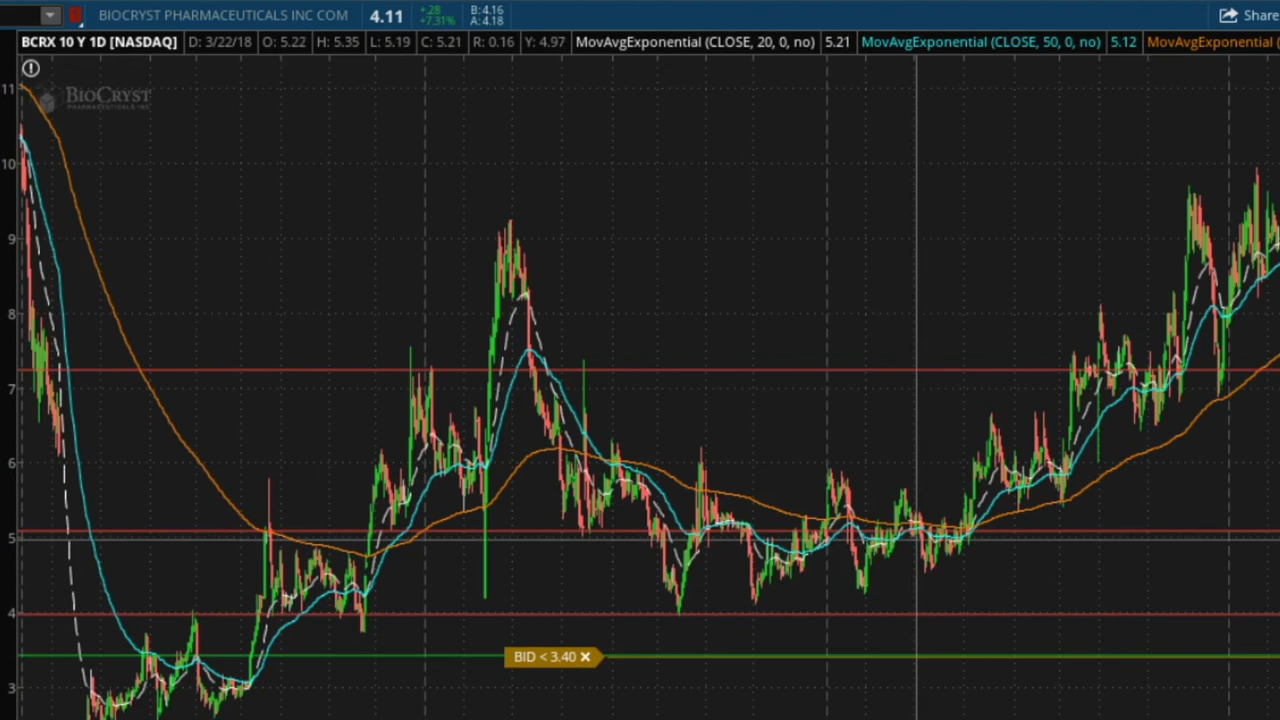 BIOCRYST PHARMACEUTICALS INC COM 4.11 +.28 B: 4.16 Share
+7.31% A: 4.18
BCRX 10 Y 1D [NASDAQ] D: 3/22/18 O: 5.22 H: 5.35 L: 5.19 C: 5.21 R: 0.16 Y: 4.97 MovAvgExponential (CLOSE, 20, 0, no) 5.21 MovAvgExponential (CLOSE, 50, 0, no) 5.12 MovAvgExponential (
11
BIOCRYST
PHARMACEUTICALS INC
10
9
8
7
6
5
4
BID < 3.40 ×
3